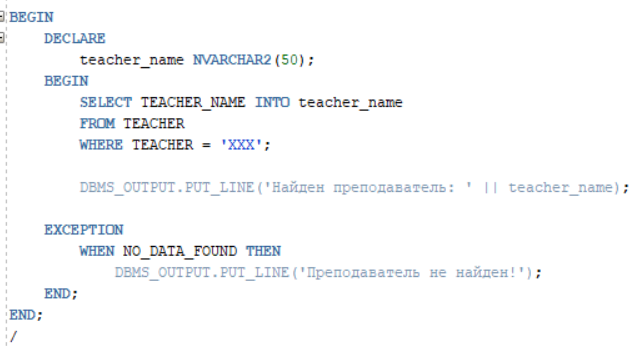 BEGIN
DECLARE
teacher_name NVARCHAR2(50);
BEGIN
SELECT TEACHER_NAME INTO teacher_name
FROM TEACHER
WHERE TEACHER = 'XXX';
DBMS_OUTPUT.PUT_LINE('Найден преподаватель: ' || teacher_name);
EXCEPTION
WHEN NO_DATA_FOUND THEN
DBMS_OUTPUT.PUT_LINE('Преподаватель не найден!');
END;
END;
/